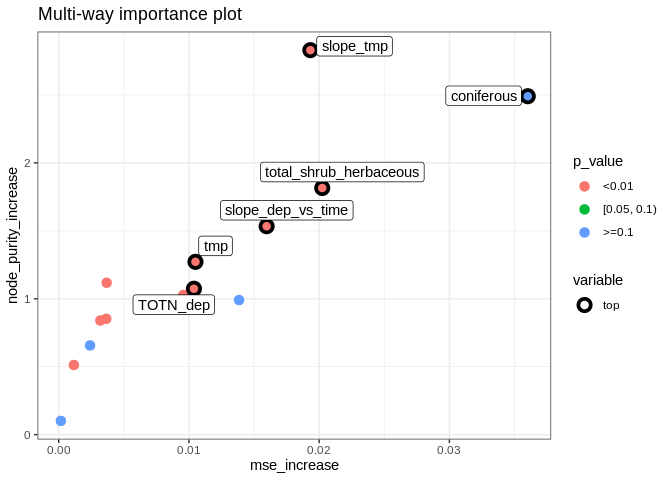 Multi-way importance plot
slope_tmp
coniferous
total_shrub_herbaceous
slope_dep_vs_time
tmp
TOTN_dep
node_purity_increase
2
1
0
0.00 0.01 0.02 0.03
mse_increase
p_value
<0.01
[0.05, 0.1)
>=0.1
variable
top